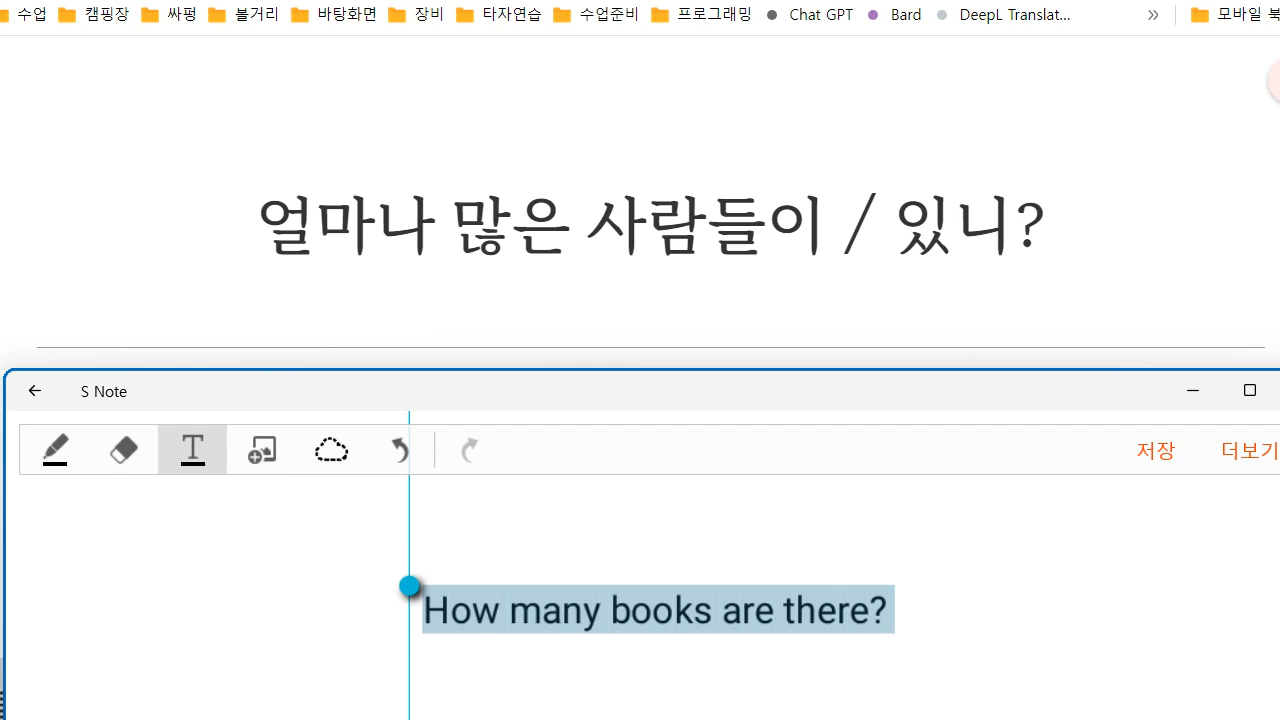 수업 캠핑장 싸펑 볼거리 바탕화면 장비 타자연습 수업준비 프로그래밍 Chat GPT Bard DeepL Translat... » 모바일 북
얼마나 많은 사람들이 / 있니?
S Note
저장 더보기
How many books are there?